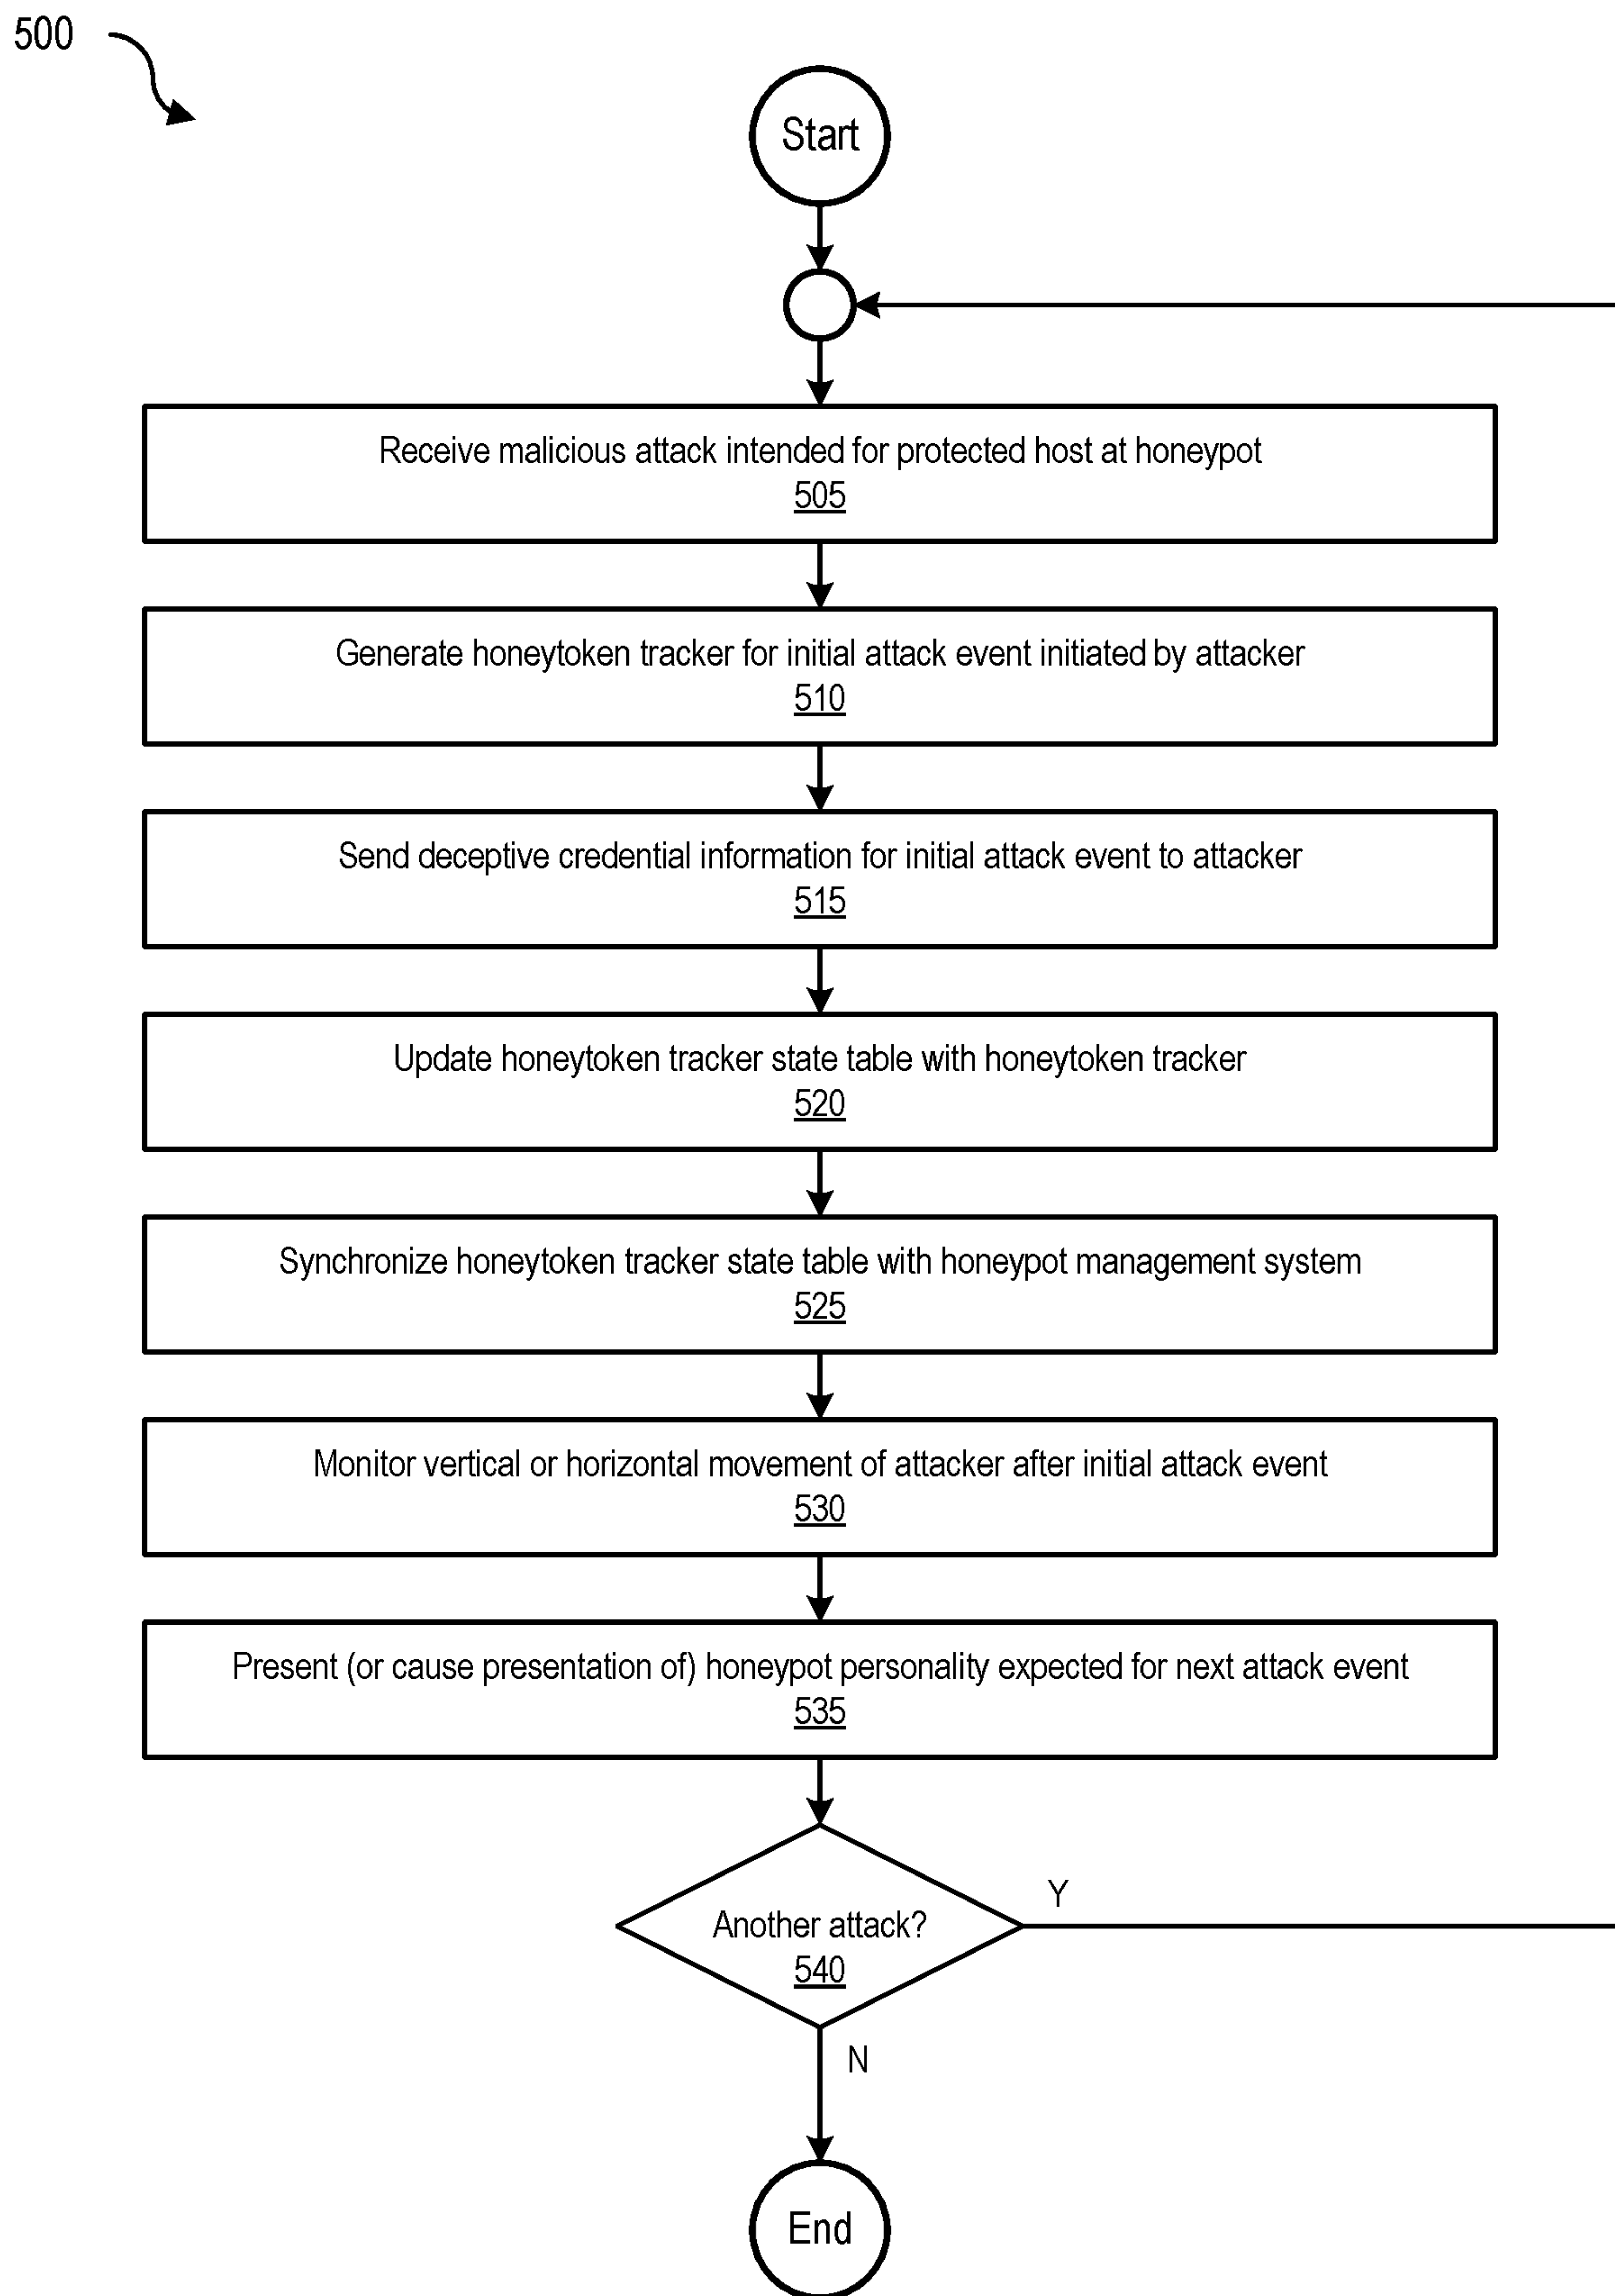 500
Start
Receive malicious attack intended for protected host at honeypot
505
Generate honeytoken tracker for initial attack event initiated by attacker
510
Send deceptive credential information for initial attack event to attacker
515
Update honeytoken tracker state table with honeytoken tracker
520
Synchronize honeytoken tracker state table with honeypot management system
525
Monitor vertical or horizontal movement of attacker after initial attack event
530
Present (or cause presentation of) honeypot personality expected for next attack event
535
Y
Another attack?
540
N
End